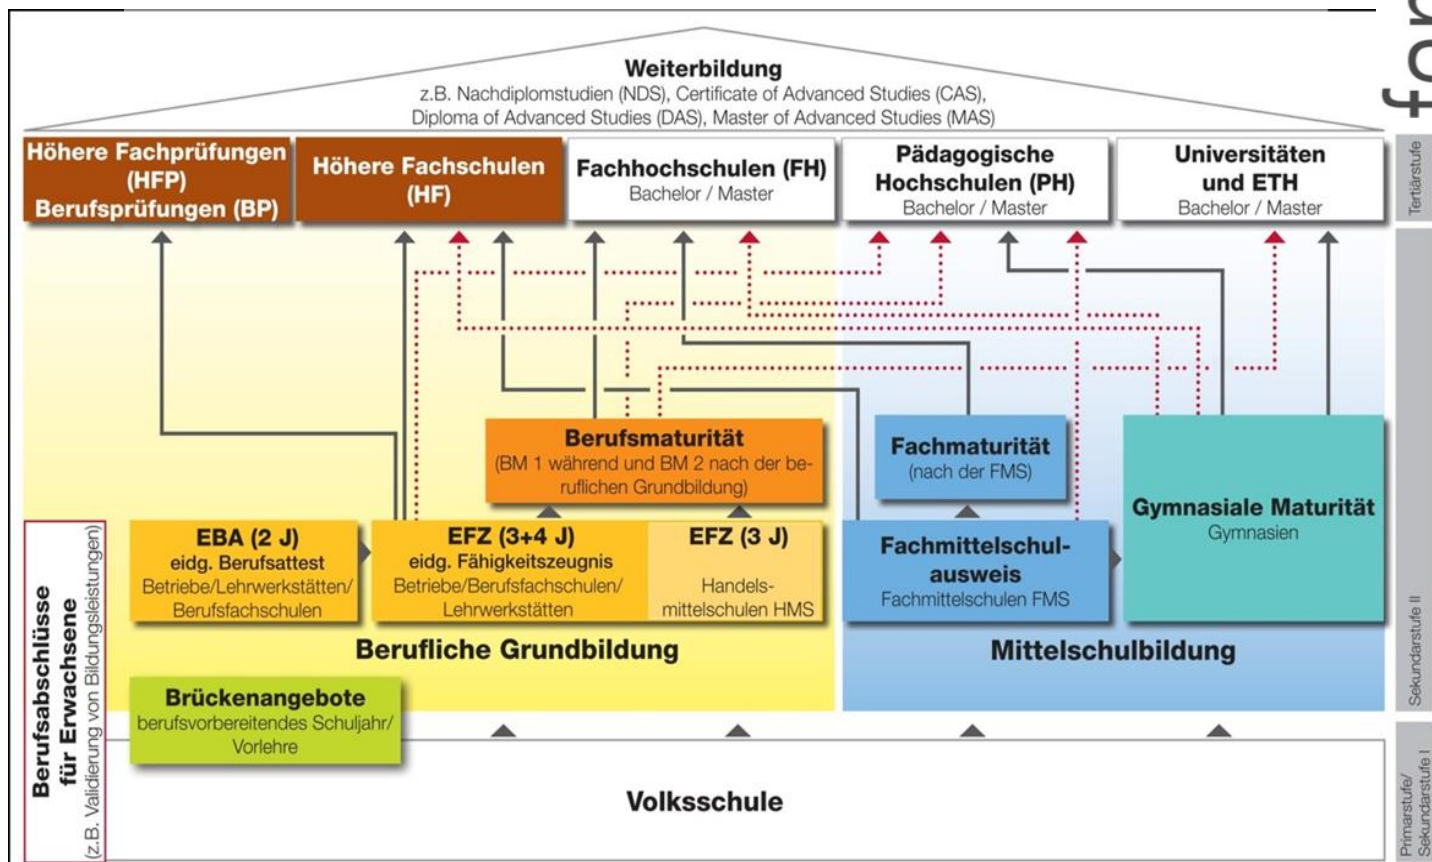 for
Weiterbildung
z.B. Nachdiplomstudien (NDS), Certificate of Advanced Studies (CAS),
Diploma of Advanced Studies (DAS), Master of Advanced Studies (MAS)
Höhere Fachprüfungen
(HFP)
Berufsprüfungen (BP)
Höhere Fachschulen
(HF)
Fachhochschulen (FH)
Bachelor / Master
Pädagogische
Hochschulen (PH)
Bachelor / Master
Universitäten
und ETH
Bachelor / Master
Tertiärstufe
Berufsmaturität
(BM 1 während und BM 2 nach der be-
ruflichen Grundbildung)
Fachmaturität
(nach der FMS)
Gymnasiale Maturität
Gymnasien
EBA (2 J)
eidg. Berufsattest
Betriebe/Lehrwerkstätten/
Berufsfachschulen
EFZ (3+4 J)
eidg. Fähigkeitszeugnis
Betriebe/Berufsfachschulen/
Lehrwerkstätten
EFZ (3 J)
Handels-
mittelschulen HMS
Fachmittelschul-
ausweis
Fachmittelschulen FMS
Berufliche Grundbildung
Mittelschulbildung
Sekundarstufe II
Berufsabschlüsse
für Erwachsene
(z.B. Validierung von Bildungsleistungen)
Brückenangebote
berufsvorbereitendes Schuljahr/
Vorlehre
Volksschule
Primarstufe/
Sekundarstufe I